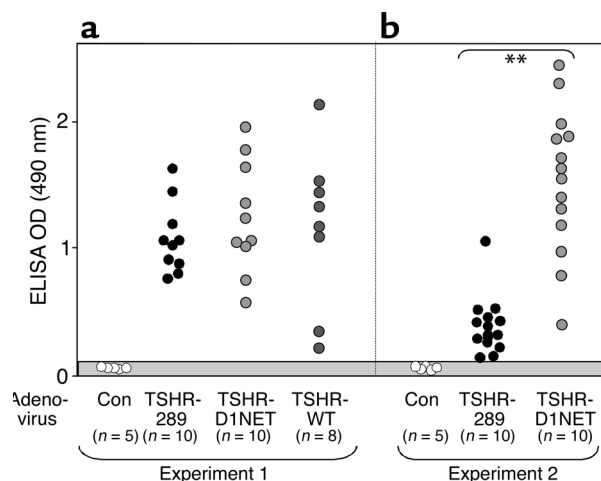 a b
**
ELISA OD (490 nm)
2
1
0
Adeno-
virus
Con TSHR- TSHR- TSHR- Con TSHR- TSHR-
289 D1NET WT 289 D1NET
(n = 5) (n = 10) (n = 10) (n = 8) (n = 5) (n = 10) (n = 10)
Experiment 1 Experiment 2